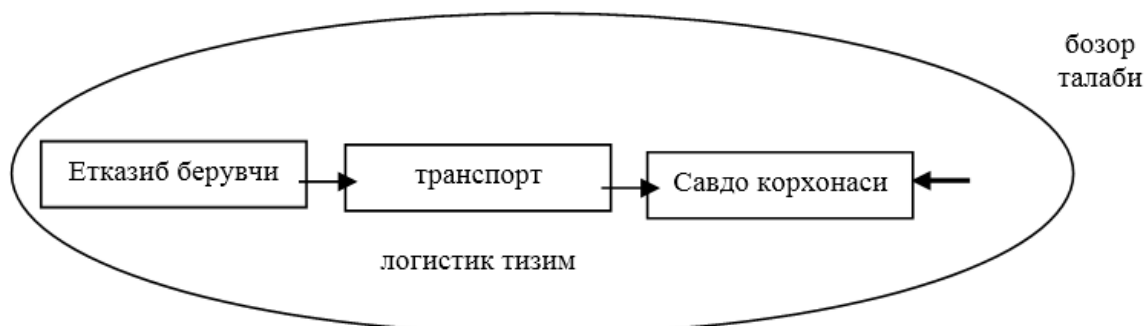 бозор
талаби
Етказиб берувчи
транспорт
Савдо корхонаси
логистик тизим